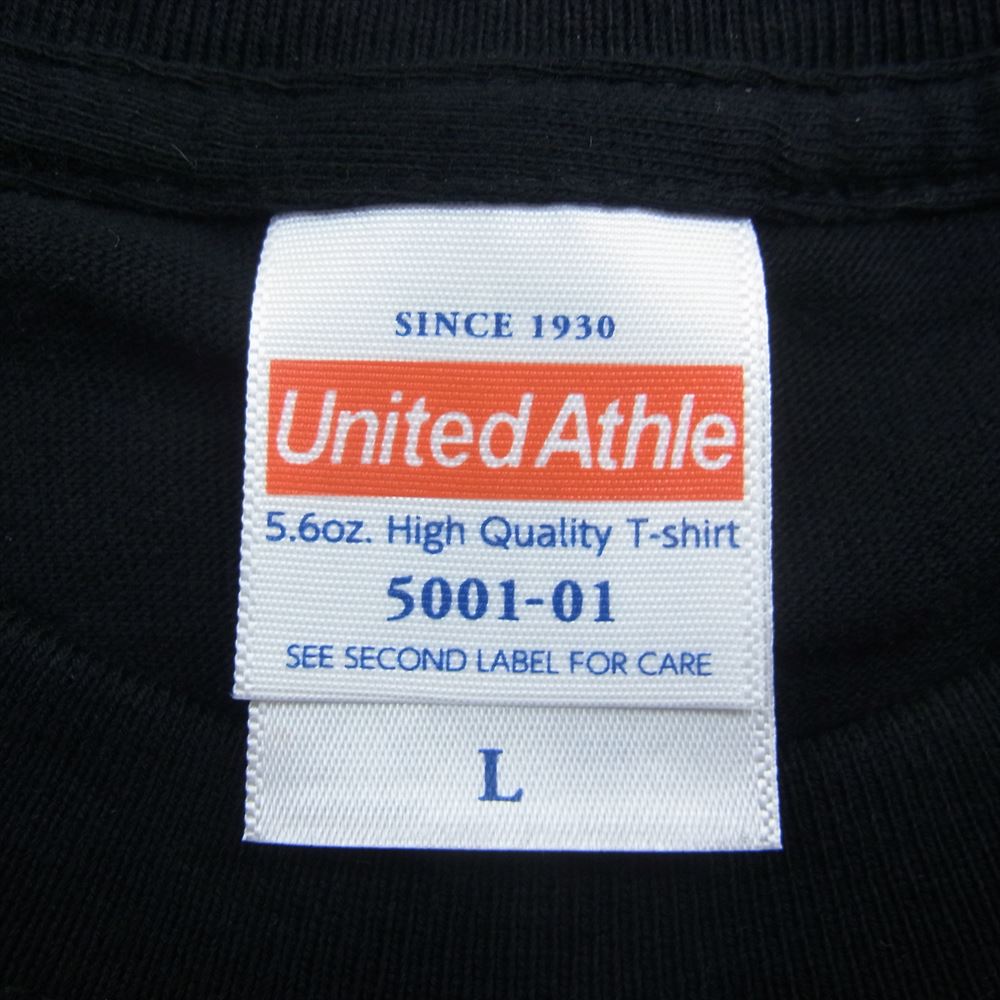 SINCE 1930
United Athle
5.6oz. High Quality T-shirt
5001-01
SEE SECOND LABEL FOR CARE
L